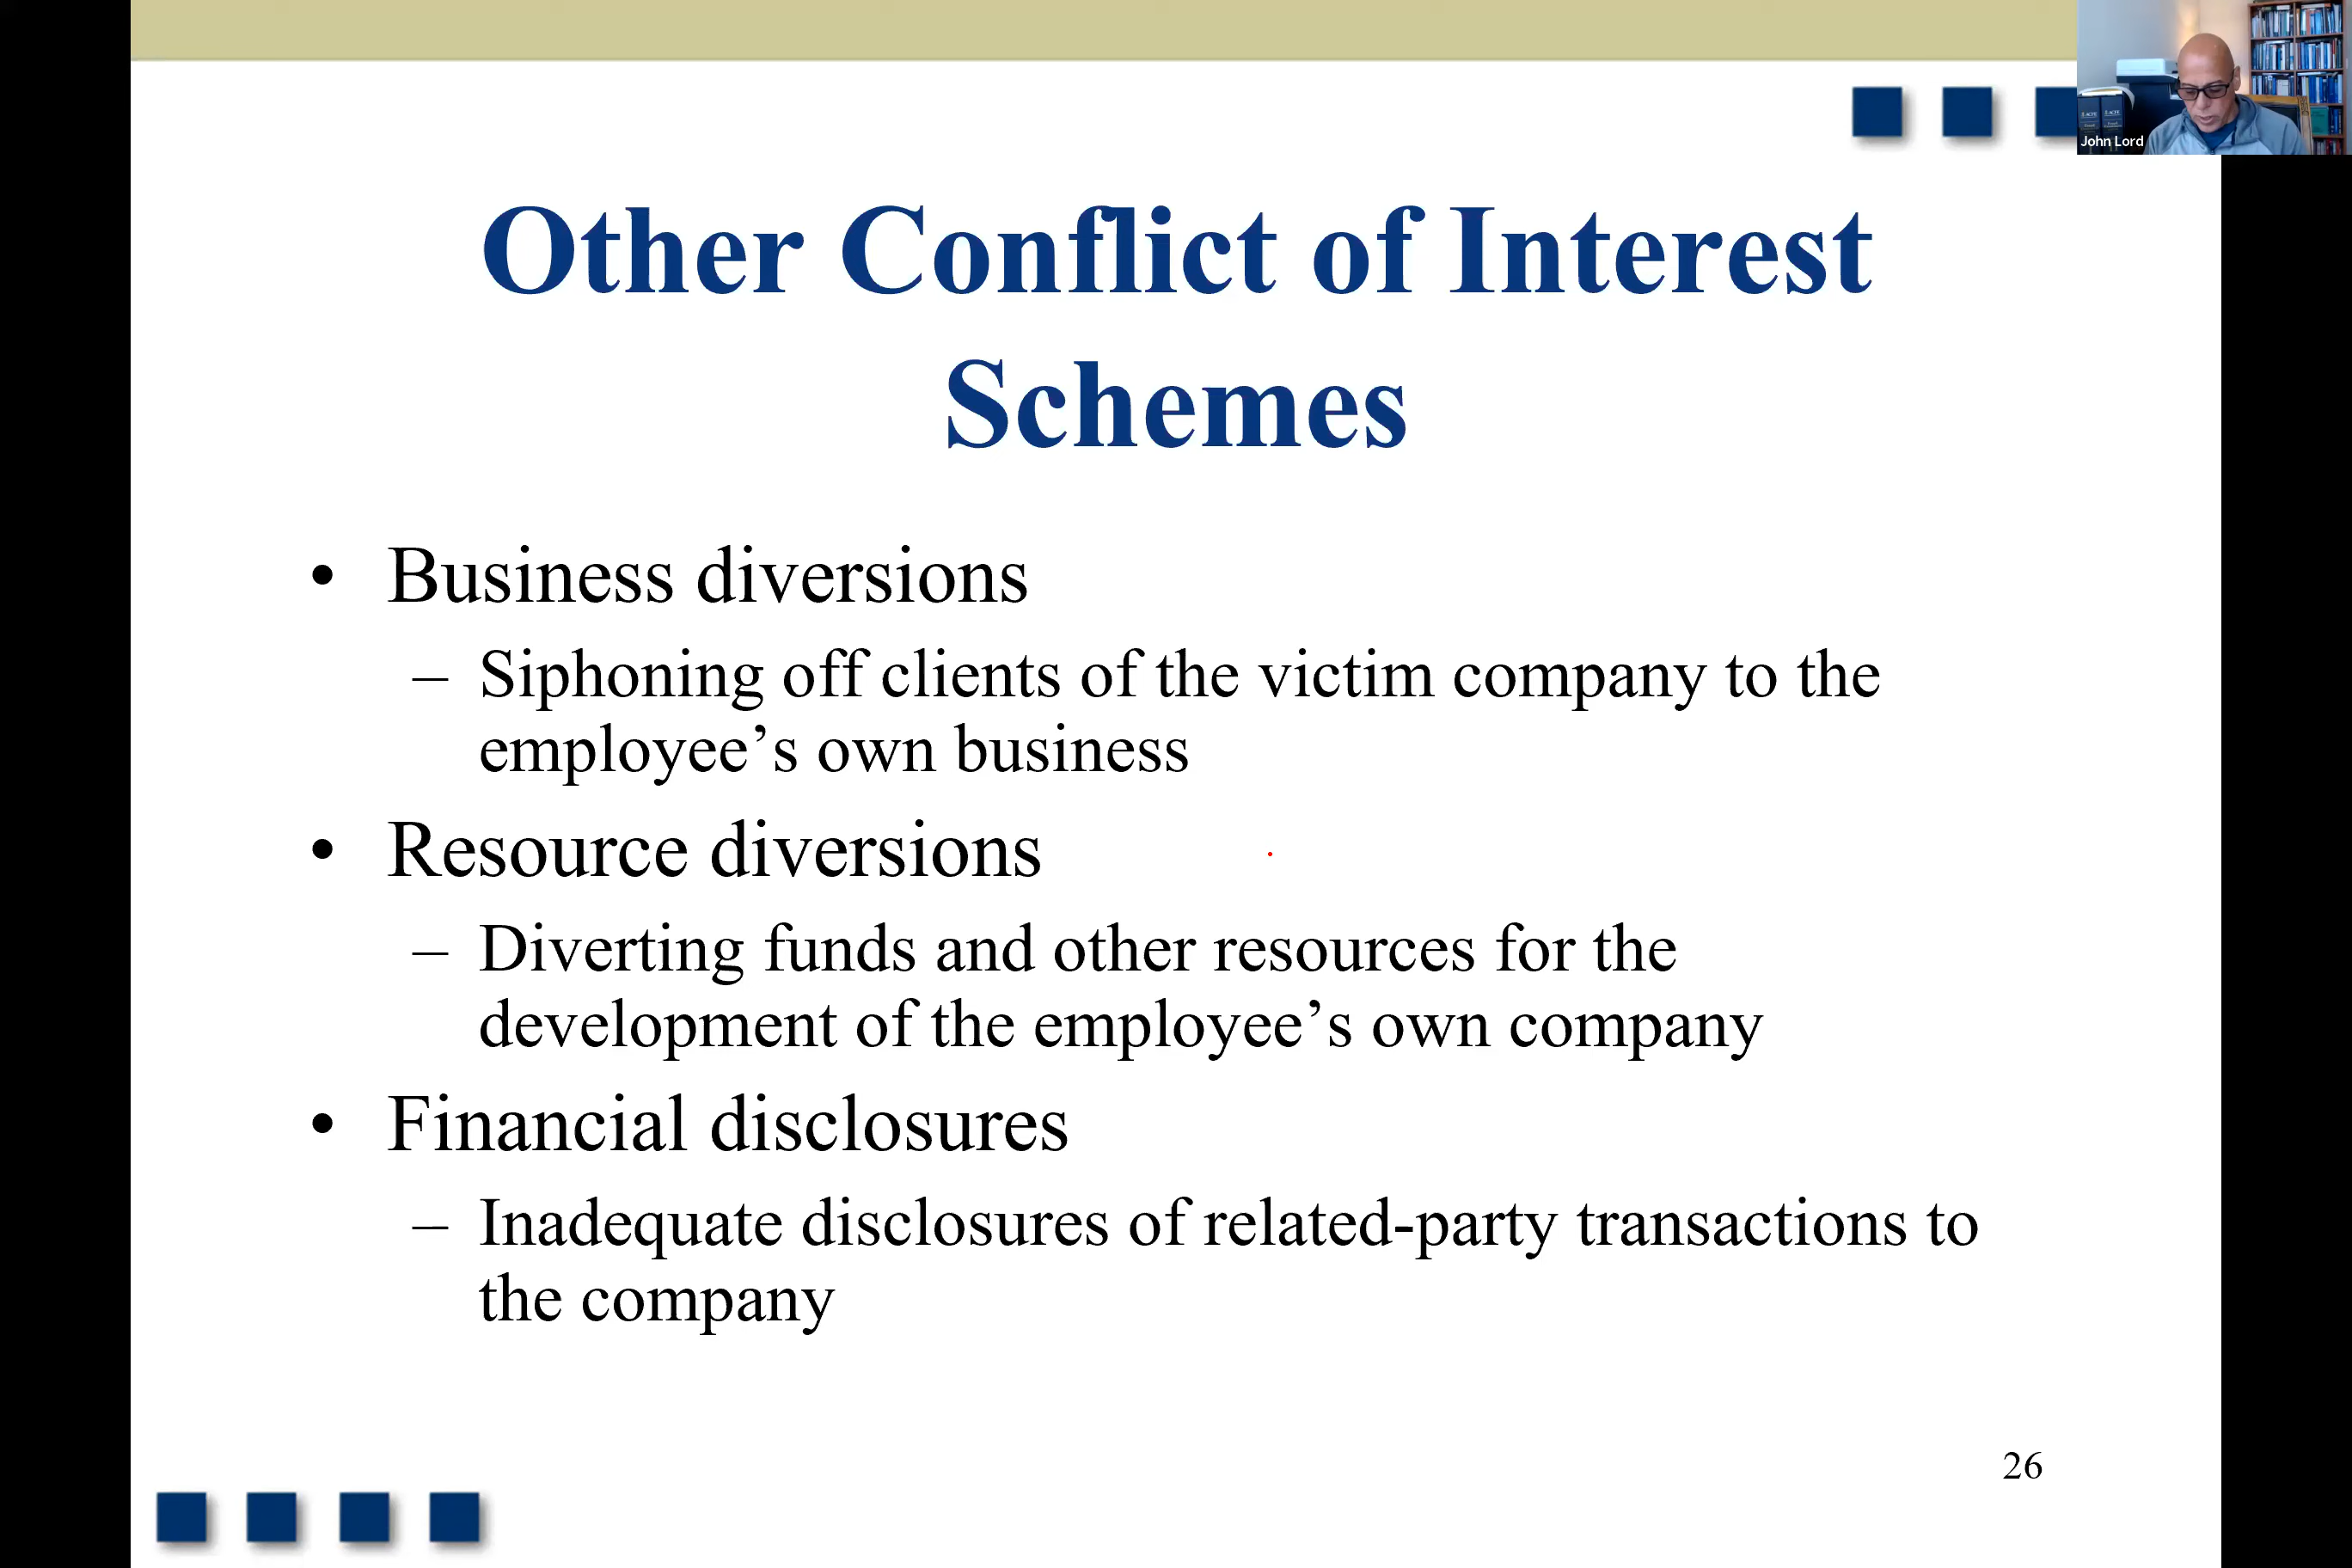 John Lord
Other Conflict of Interest
Schemes
• Business diversions
– Siphoning off clients of the victim company to the
employee’s own business
• Resource diversions
– Diverting funds and other resources for the
development of the employee’s own company
• Financial disclosures
– Inadequate disclosures of related-party transactions to
the company
26